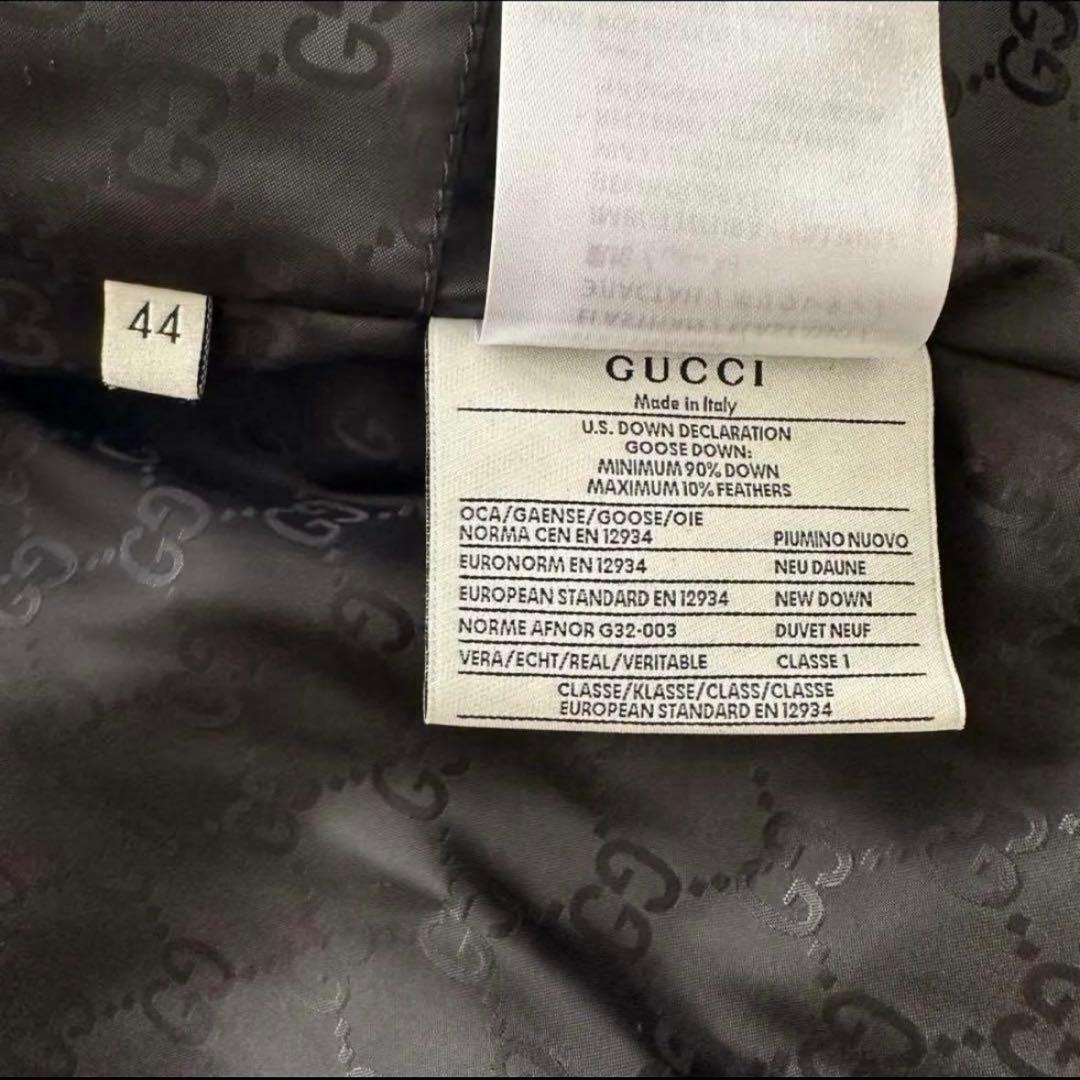 44
GUCCI
Made in Italy
U.S. DOWN DECLARATION
GOOSE DOWN:
MINIMUM 90% DOWN
MAXIMUM 10% FEATHERS
OCA/GAENSE/GOOSE/OIE
NORMA CEN EN 12934 PIUMINO NUOVO
EURONORM EN 12934 NEU DAUNE
EUROPEAN STANDARD EN 12934 NEW DOWN
NORME AFNOR G32-003 DUVET NEUF
VERA/ECHT/REAL/VERITABLE CLASSE 1
CLASSE/KLASSE/CLASS/CLASSE
EUROPEAN STANDARD EN 12934